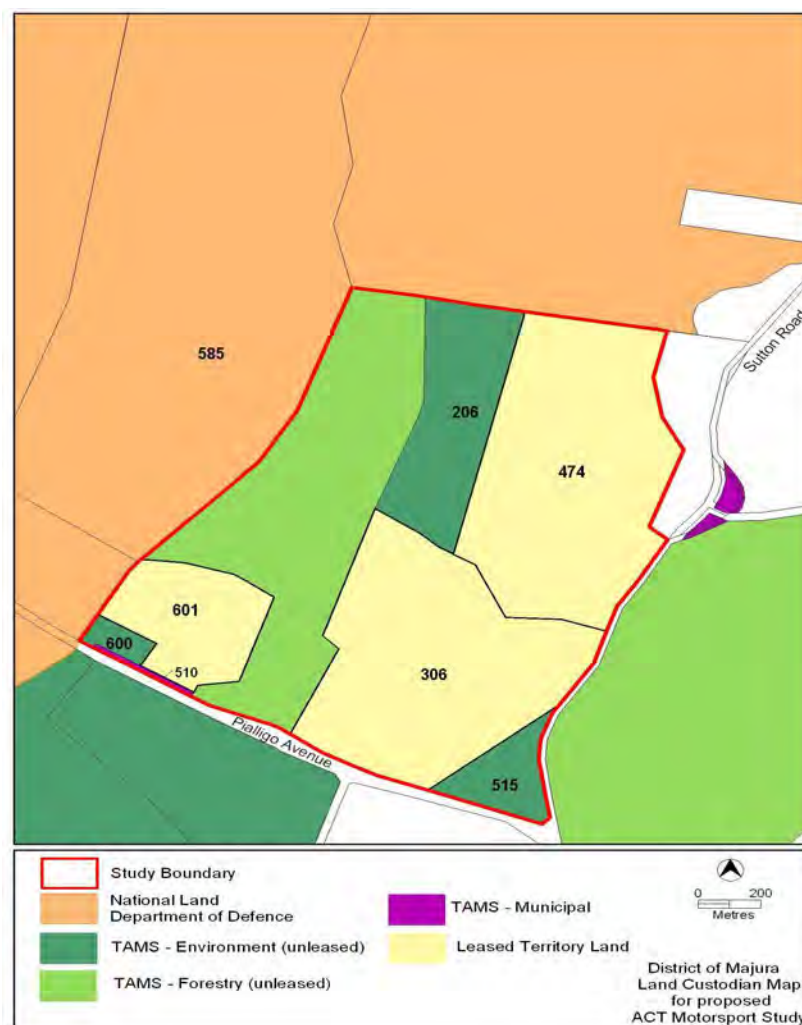 585
206
474
Sutton Road
601
600
510
306
Pialligo Avenue
515
Study Boundary
National Land
Department of Defence
TAMS - Environment (unleased)
TAMS - Forestry (unleased)
TAMS - Municipal
Leased Territory Land
0 200
Metres
District of Majura
Land Custodian Map
for proposed
ACT Motorsport Study